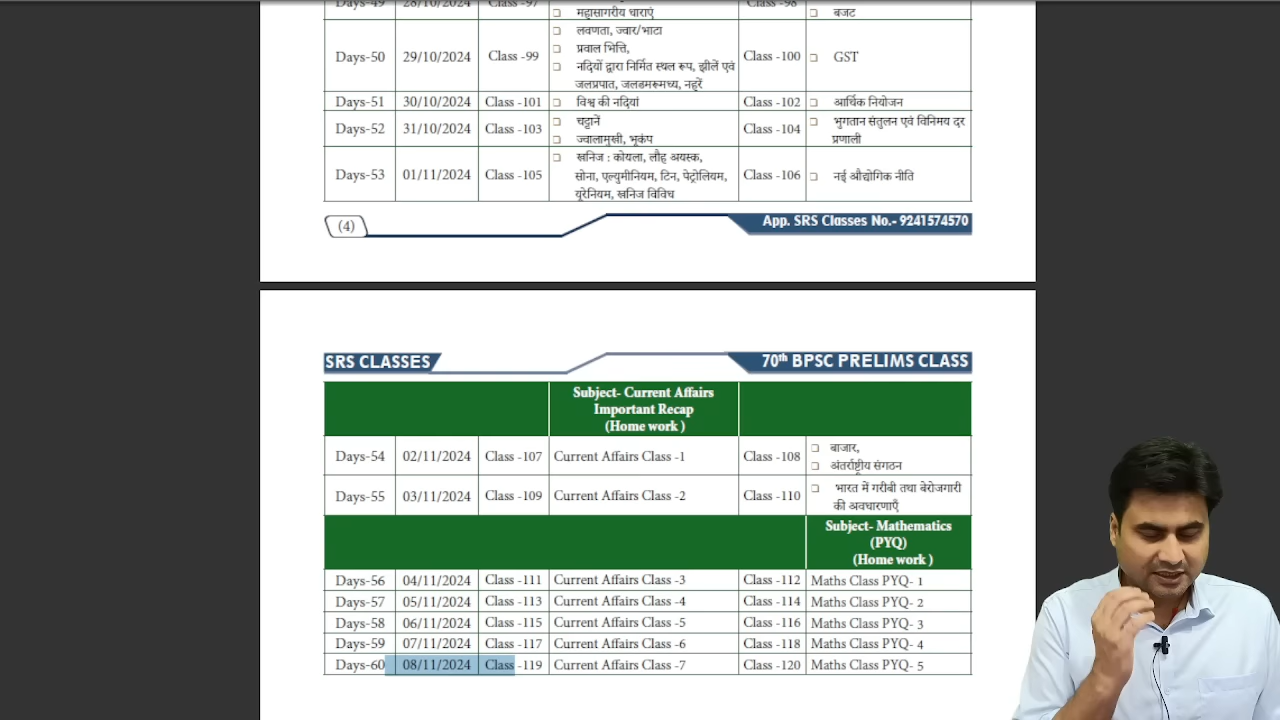 Days-49 28/10/2024 Class -97 महासागरीय धाराएं Class -98 बजट
Days-50 29/10/2024 Class -99 लवणता, ज्वार/भाटा Class -100 GST
प्रवाल भित्ति,
नदियों द्वारा निर्मित स्थल रूप, झीलें एवं
जलप्रपात, जलडमरूमध्य, नहरें
Days-51 30/10/2024 Class -101 विश्व की नदियां Class -102 आर्थिक नियोजन
Days-52 31/10/2024 Class -103 चट्टानें Class -104 भुगतान संतुलन एवं विनिमय दर
ज्वालामुखी, भूकंप प्रणाली
Days-53 01/11/2024 Class -105 खनिज : कोयला, लौह अयस्क, Class -106 नई औद्योगिक नीति
सोना, एल्युमीनियम, टिन, पेट्रोलियम,
यूरेनियम, खनिज विविध
(4) App. SRS Classes No.- 9241574570
SRS CLASSES 70th BPSC PRELIMS CLASS
Subject- Current Affairs
Important Recap
(Home work )
Days-54 02/11/2024 Class -107 Current Affairs Class -1 Class -108 बाजार,
अंतर्राष्ट्रीय संगठन
Days-55 03/11/2024 Class -109 Current Affairs Class -2 Class -110 भारत में गरीबी तथा बेरोजगारी
की अवधारणाएँ
Subject- Mathematics
(PYQ)
(Home work )
Days-56 04/11/2024 Class -111 Current Affairs Class -3 Class -112 Maths Class PYQ- 1
Days-57 05/11/2024 Class -113 Current Affairs Class -4 Class -114 Maths Class PYQ- 2
Days-58 06/11/2024 Class -115 Current Affairs Class -5 Class -116 Maths Class PYQ- 3
Days-59 07/11/2024 Class -117 Current Affairs Class -6 Class -118 Maths Class PYQ- 4
Days-60 08/11/2024 Class -119 Current Affairs Class -7 Class -120 Maths Class PYQ- 5